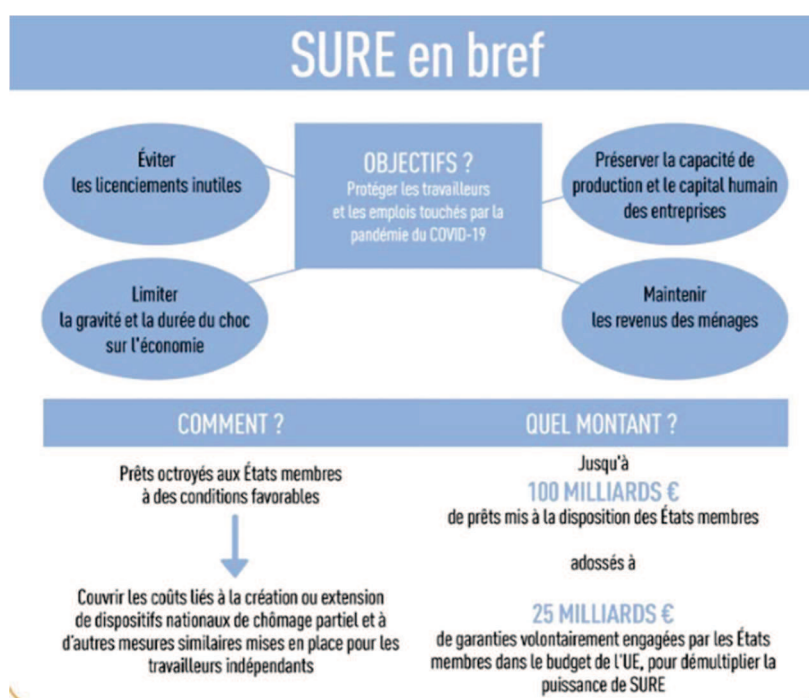 SURE en bref
Éviter
les licenciements inutiles
OBJECTIFS ?
Protéger les travailleurs
et les emplois touchés par la
pandémie du COVID-19
Préserver la capacité de
production et le capital humain
des entreprises
Limiter
la gravité et la durée du choc
sur l'économie
Maintenir
les revenus des ménages
COMMENT ?
Prêts octroyés aux États membres
à des conditions favorables
Couvrir les coûts liés à la création ou extension
de dispositifs nationaux de chômage partiel et à
d'autres mesures similaires mises en place pour les
travailleurs indépendants
QUEL MONTANT ?
Jusqu'à
100 MILLIARDS €
de prêts mis à la disposition des États membres
adossés à
25 MILLIARDS €
de garanties volontairement engagées par les États
membres dans le budget de l'UE, pour démultiplier la
puissance de SURE